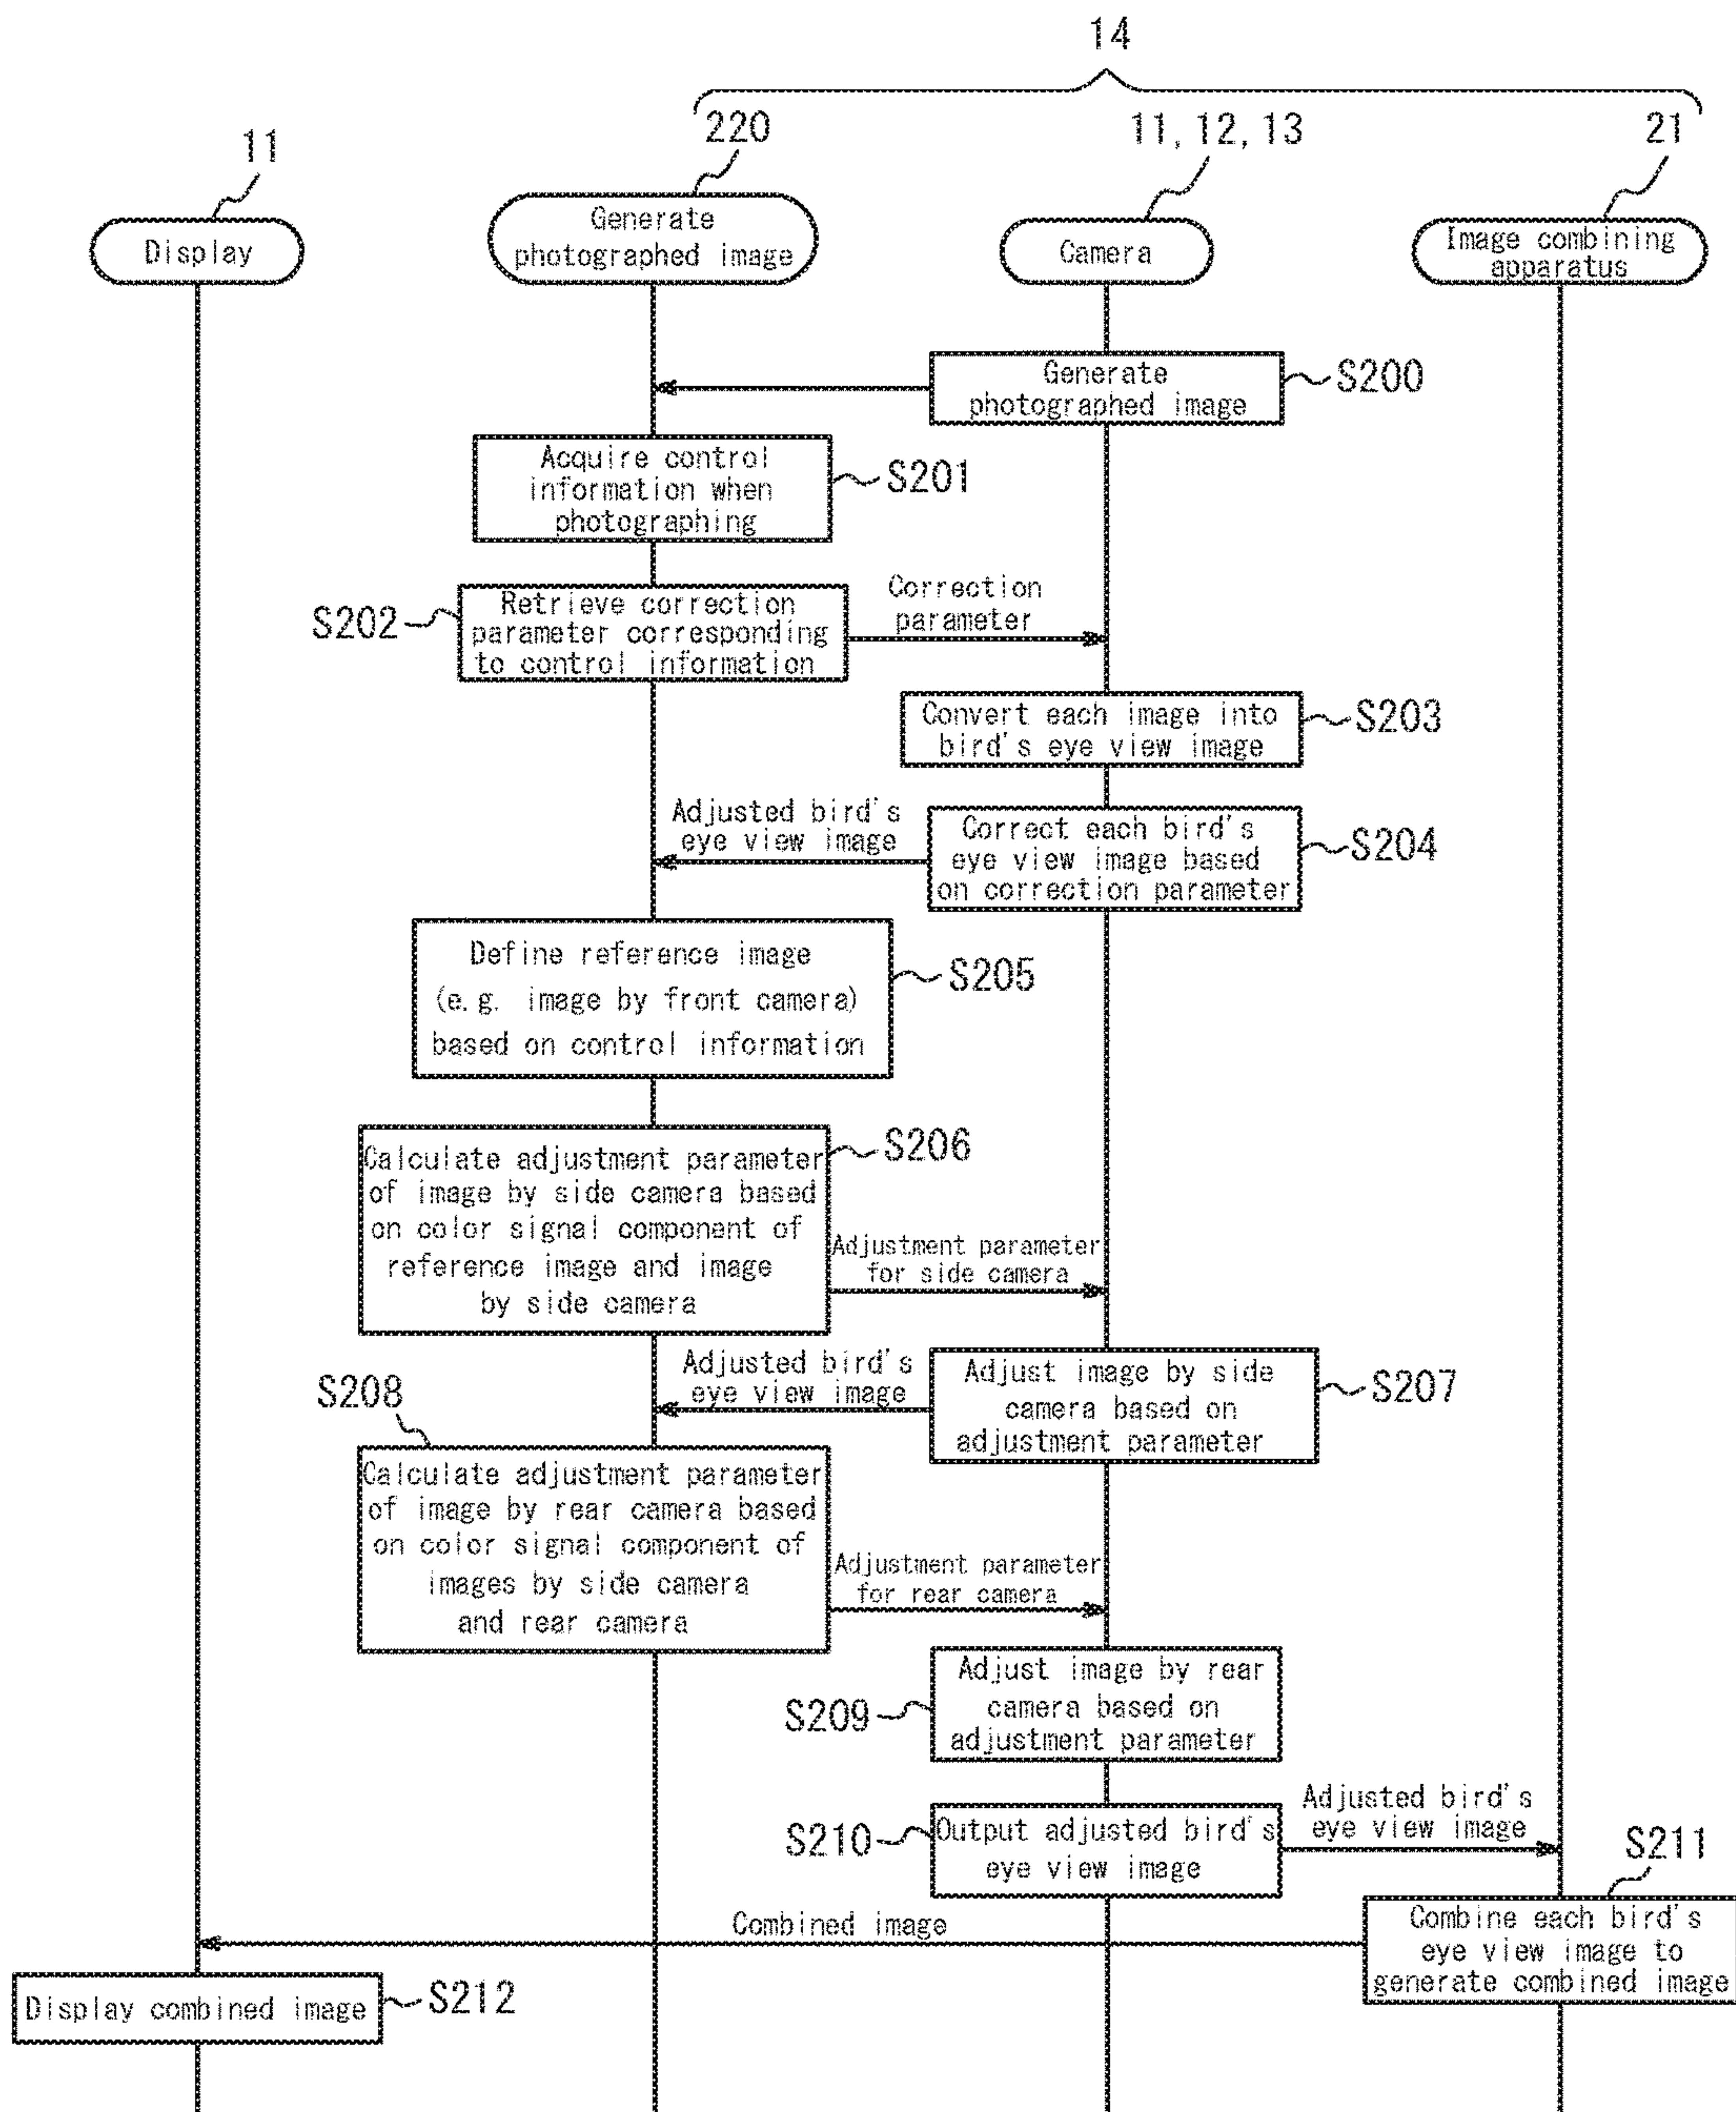 14
11
220
11, 12, 13
21
Display
Generate
photographed image
Camera
Image combining
apparatus
Generate
photographed image
S200
Acquire control
information when
photographing
S201
S202
Retrieve correction
parameter corresponding
to control information
Correction
parameter
Convert each image into
bird's eye view image
S203
Adjusted bird's
eye view image
Correct each bird's
eye view image based
on correction parameter
S204
Define reference image
(e.g. image by front camera)
based on control information
S205
Calculate adjustment parameter
of image by side camera based
on color signal component of
reference image and image
by side camera
S206
Adjustment parameter
for side camera
Adjusted bird's
eye view image
Adjust image by side
camera based on
adjustment parameter
S207
S208
Calculate adjustment parameter
of image by rear camera based
on color signal component of
images by side camera
and rear camera
Adjustment parameter
for rear camera
S209
Adjust image by rear
camera based on
adjustment parameter
S210
Output adjusted bird's
eye view image
Adjusted bird's
eye view image
S211
Combine each bird's
eye view image to
generate combined image
Combined image
Display combined image
S212